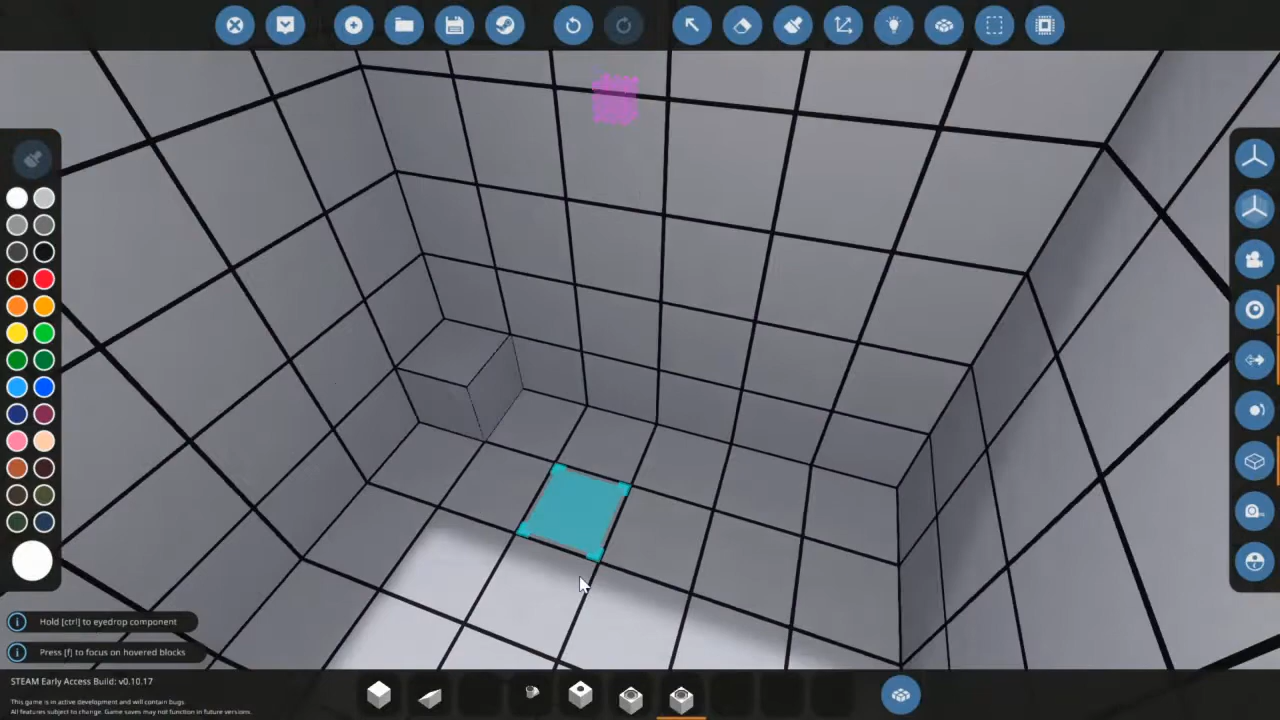 Hold [ctrl] to eyedrop component
Press [f] to focus on hovered blocks
STEAM Early Access Build: v0.10.17
This game is in active development and will contain bugs
All features subject to change. Game saves may not function in future versions.